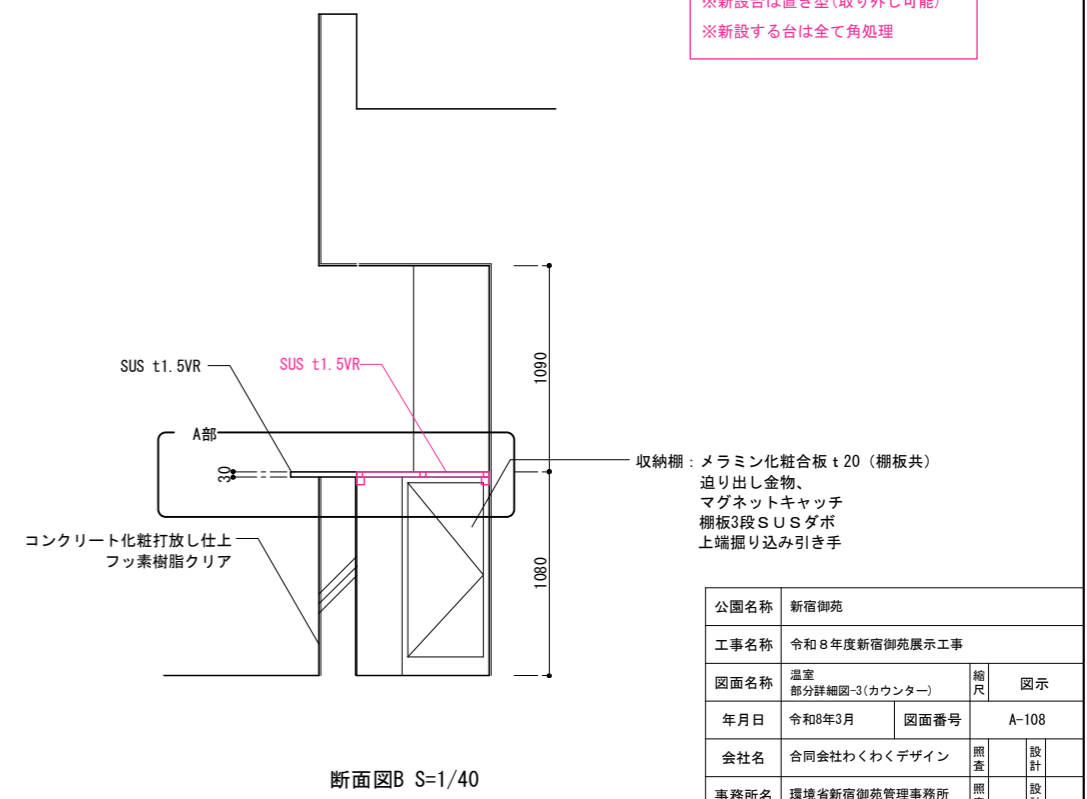 ※新設台は置き型(取り外し可能)
※新設する台は全て角処理
1090
SUS t1.5VR
SUS t1.5VR
A部
30
収納棚：メラミン化粧合板ｔ20（棚板共）
迫り出し金物、
マグネットキャッチ
棚板3段ＳＵＳダボ
上端掘り込み引き手
コンクリート化粧打放し仕上
フッ素樹脂クリア
1080
公園名称 新宿御苑
工事名称 令和８年度新宿御苑展示工事
図面名称 温室
部分詳細図-3(カウンター) 縮尺 図示
年月日 令和8年3月 図面番号 A-108
会社名 合同会社わくわくデザイン 照査 設計
事務所名 環境省新宿御苑管理事務所 照 設
断面図B S=1/40